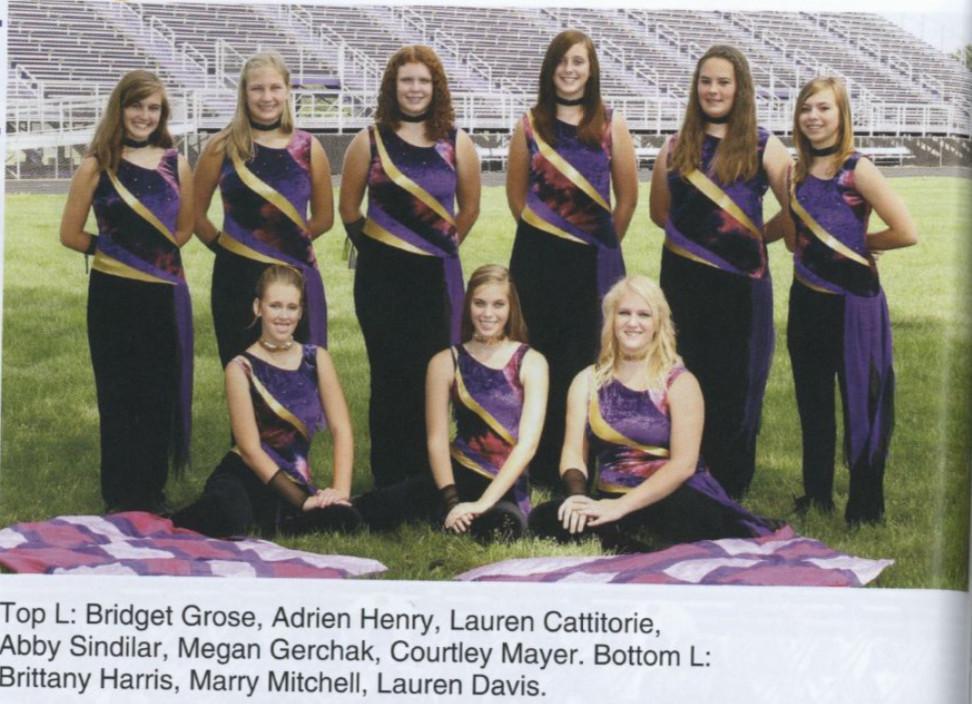 Top L: Bridget Grose, Adrien Henry, Lauren Cattitorie,
Abby Sindilar, Megan Gerchak, Courtley Mayer. Bottom L:
Brittany Harris, Marry Mitchell, Lauren Davis.